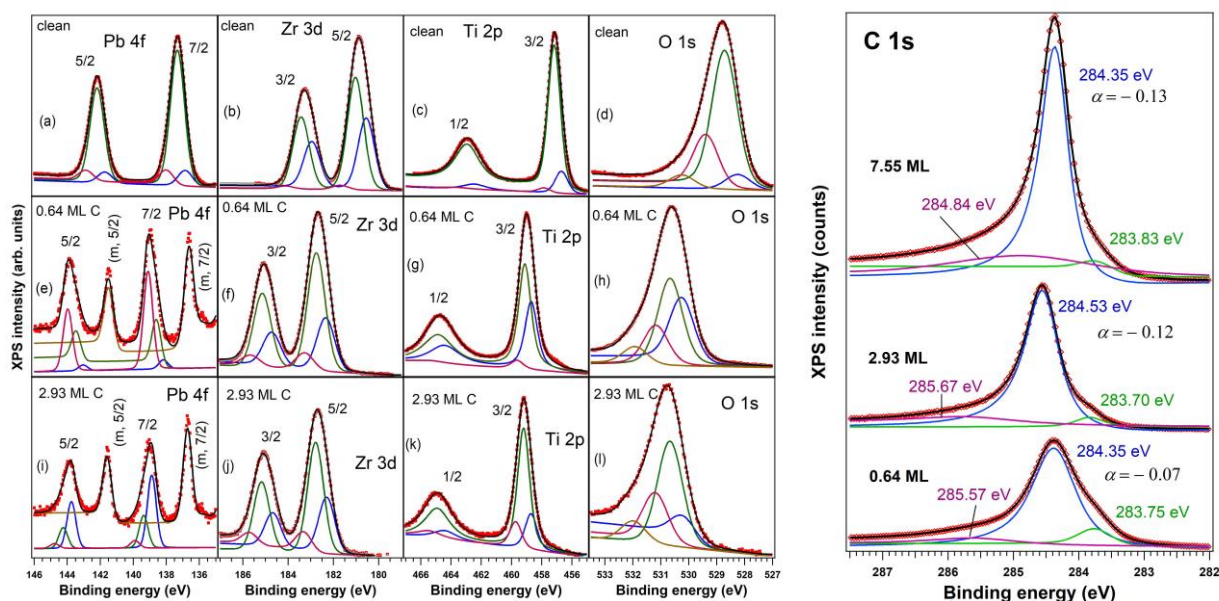 clean
Pb 4f
5/2
7/2
(a)
clean
Zr 3d
3/2
5/2
(b)
clean
Ti 2p
1/2
3/2
(c)
clean
O 1s
(d)
0.64 ML C
Pb 4f
5/2
(m, 5/2)
7/2
(m, 7/2)
(e)
0.64 ML C
5/2
Zr 3d
3/2
(f)
0.64 ML C
3/2
Ti 2p
1/2
(g)
0.64 ML C
O 1s
(h)
2.93 ML C
Pb 4f
5/2
(m, 5/2)
7/2
(m, 7/2)
(i)
2.93 ML C
5/2
3/2
Zr 3d
(j)
2.93 ML C
3/2
Ti 2p
1/2
(k)
2.93 ML C
O 1s
(l)
XPS intensity (arb. units)
146 144 142 140 138 136
186 184 182 180
465 460 455
533 532 531 530 529 528 527
Binding energy (eV)
Binding energy (eV)
Binding energy (eV)
Binding energy (eV)
C 1s
284.35 eV
α = − 0.13
7.55 ML
284.84 eV
283.83 eV
284.53 eV
α = − 0.12
2.93 ML
285.67 eV
283.70 eV
284.35 eV
α = − 0.07
0.64 ML
285.57 eV
283.75 eV
XPS intensity (counts)
287 286 285 284 283 282
Binding energy (eV)